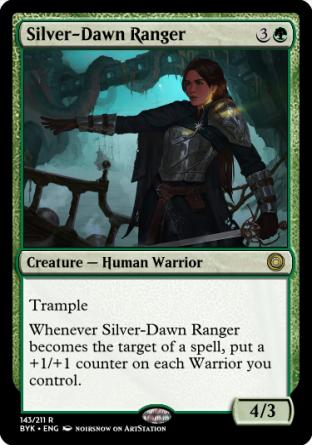 Silver-Dawn Ranger 3
Creature — Human Warrior
Trample
Whenever Silver-Dawn Ranger
becomes the target of a spell, put a
+1/+1 counter on each Warrior you
control.
143/211 R
BYK • ENG NOIRSNOW on ARTSTATION
4/3